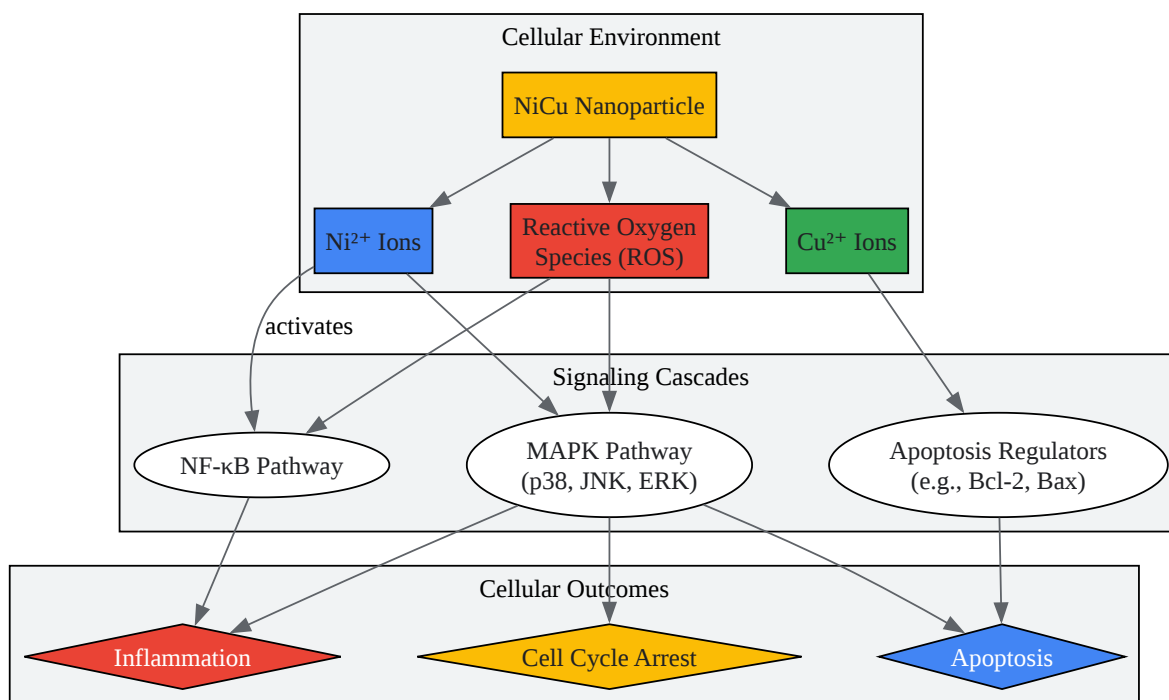 Cellular Environment
NiCu Nanoparticle
Ni²⁺ Ions
Reactive Oxygen
Species (ROS)
Cu²⁺ Ions
activates
Signaling Cascades
NF-κB Pathway
MAPK Pathway
(p38, JNK, ERK)
Apoptosis Regulators
(e.g., Bcl-2, Bax)
Cellular Outcomes
Inflammation
Cell Cycle Arrest
Apoptosis